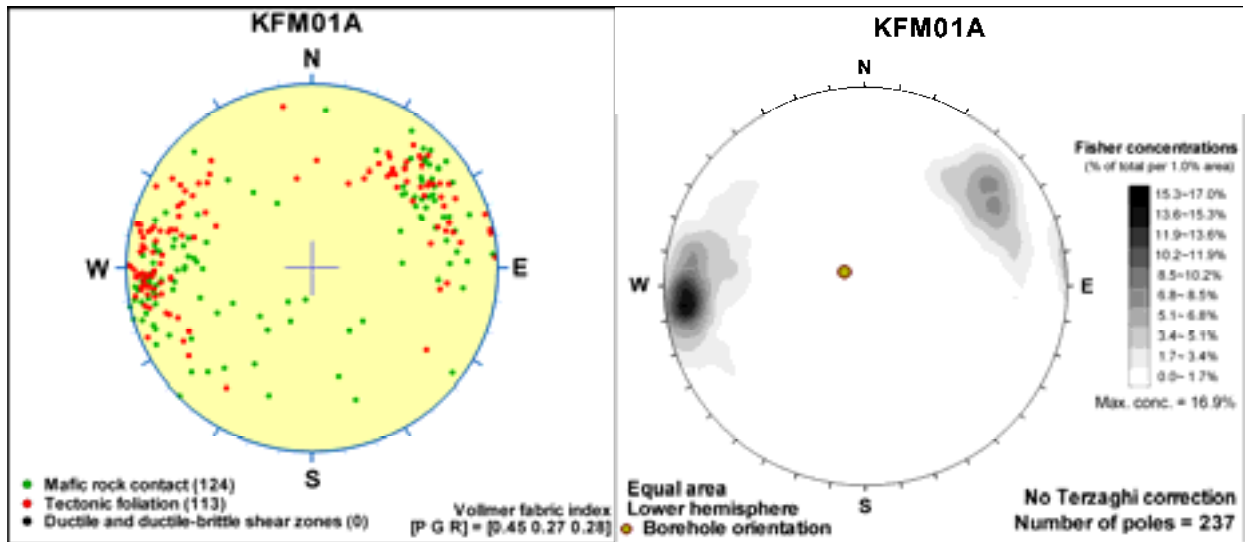 KFM01A
N
W
E
S
Mafic rock contact (124)
Tectonic foliation (113)
Ductile and ductile-brittle shear zones (0)
Vollmer fabric index
[P G R] = [0.45 0.27 0.28]
KFM01A
N
W
E
S
Fisher concentrations
(% of total per 1.0% area)
15.3~17.0%
13.6~15.3%
11.9~13.6%
10.2~11.9%
8.5~10.2%
6.8~8.5%
5.1~6.8%
3.4~5.1%
1.7~3.4%
0.0~1.7%
Max. conc. = 16.9%
Equal area
Lower hemisphere
Borehole orientation
No Terzaghi correction
Number of poles = 237